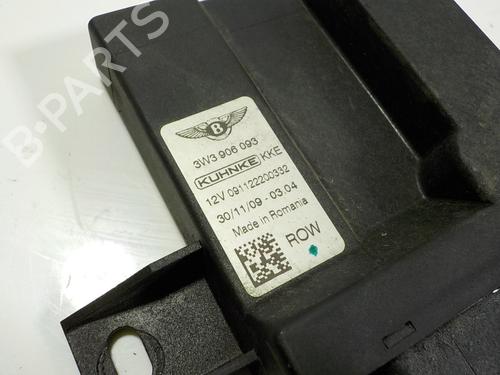 B-PARTS
B
3W3 906 093
KUHNKE KKE
12V 091122200332
30/11/09 - 03.04
Made in Romania
ROW